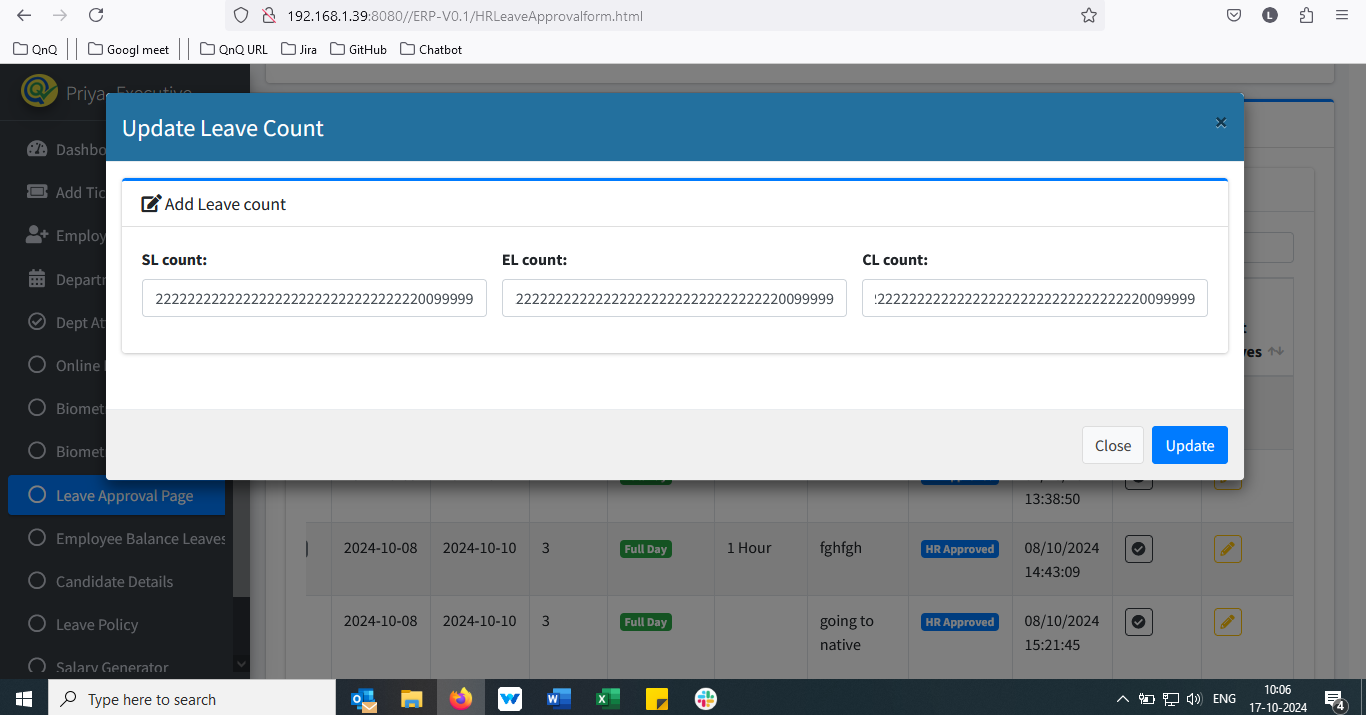 192.168.1.39:8080//ERP-V0.1/HRLeaveApprovalform.html
L
QnQ
Googl meet
QnQ URL
Jira
GitHub
Chatbot
Priya- Executive
Update Leave Count
×
Dashbo
Add Tic
Employ
Departm
Dept At
Online
Biomet
Biomet
Leave Approval Page
Employee Balance Leaves
Candidate Details
Leave Policy
Salary Generator
Add Leave count
SL count:
EL count:
CL count:
ves
Close
Update
13:38:50
2024-10-08
2024-10-10
3
Full Day
1 Hour
fghfgh
HR Approved
08/10/2024
14:43:09
2024-10-08
2024-10-10
3
Full Day
going to
native
HR Approved
08/10/2024
15:21:45
Type here to search
ENG
10:06
17-10-2024
4